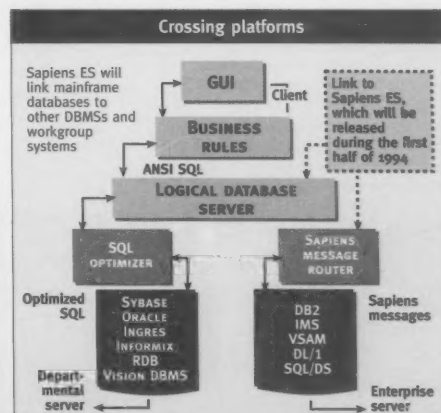 Crossing platforms
Sapiens ES will
link mainframe
databases to
other DBMSs and
workgroup
systems
GUI
Client
BUSINESS
RULES
Link to
Sapiens ES,
which will be
released
during the first
half of 1994
ANSI SQL
LOGICAL DATABASE
SERVER
SQL
OPTIMIZER
SAPIENS
MESSAGE
ROUTER
Optimized
SQL
SYBASE
ORACLE
INGRES
INFORMIX
RDB
VISION DBMS
DB2
IMS
VSAM
DL/1
SQL/DS
Sapiens
messages
Depart-
mental
server
Enterprise
server